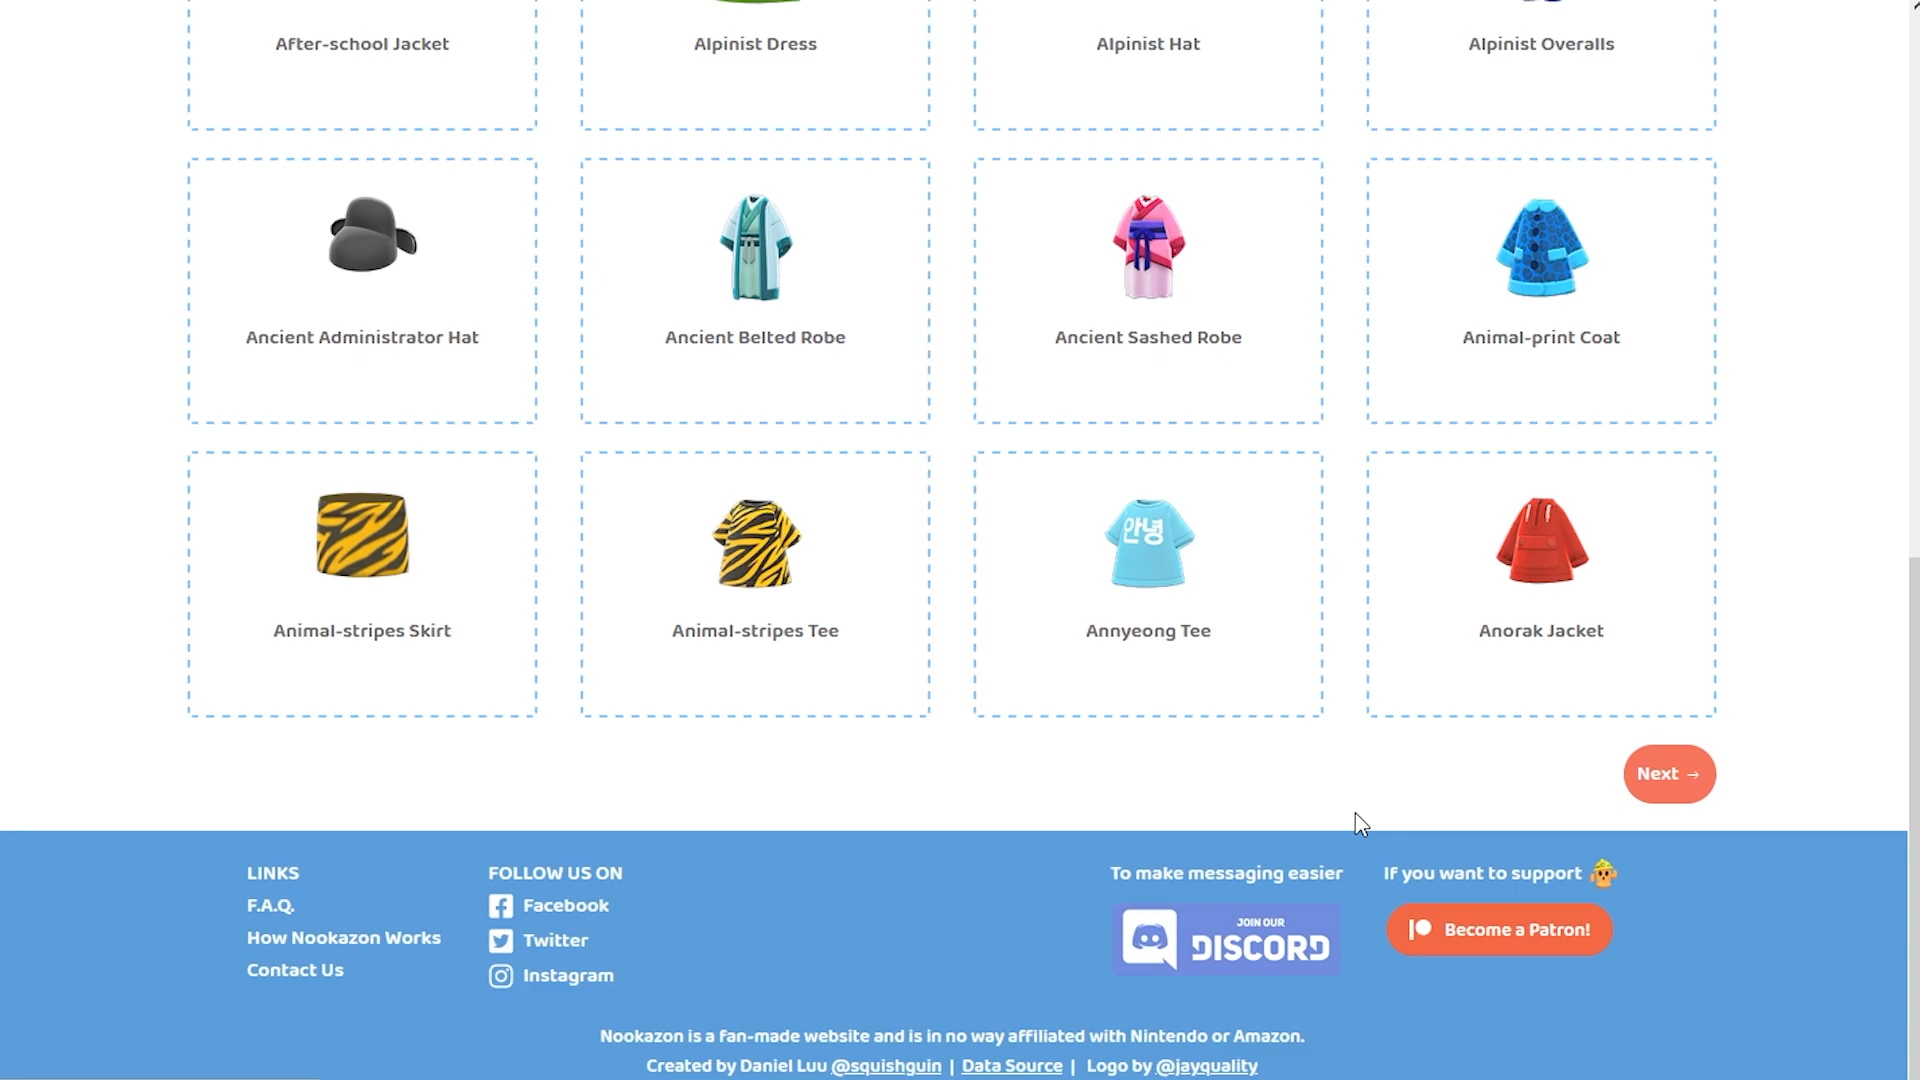 After-school Jacket
Alpinist Dress
Alpinist Hat
Alpinist Overalls
Ancient Administrator Hat
Ancient Belted Robe
Ancient Sashed Robe
Animal-print Coat
안녕
Animal-stripes Skirt
Animal-stripes Tee
Annyeong Tee
Anorak Jacket
Next →
LINKS
F.A.Q.
How Nookazon Works
Contact Us
FOLLOW US ON
Facebook
Twitter
Instagram
To make messaging easier
JOIN OUR
DISCORD
If you want to support
Become a Patron!
Nookazon is a fan-made website and is in no way affiliated with Nintendo or Amazon.
Created by Daniel Luu @squishguin | Data Source | Logo by @jayquality